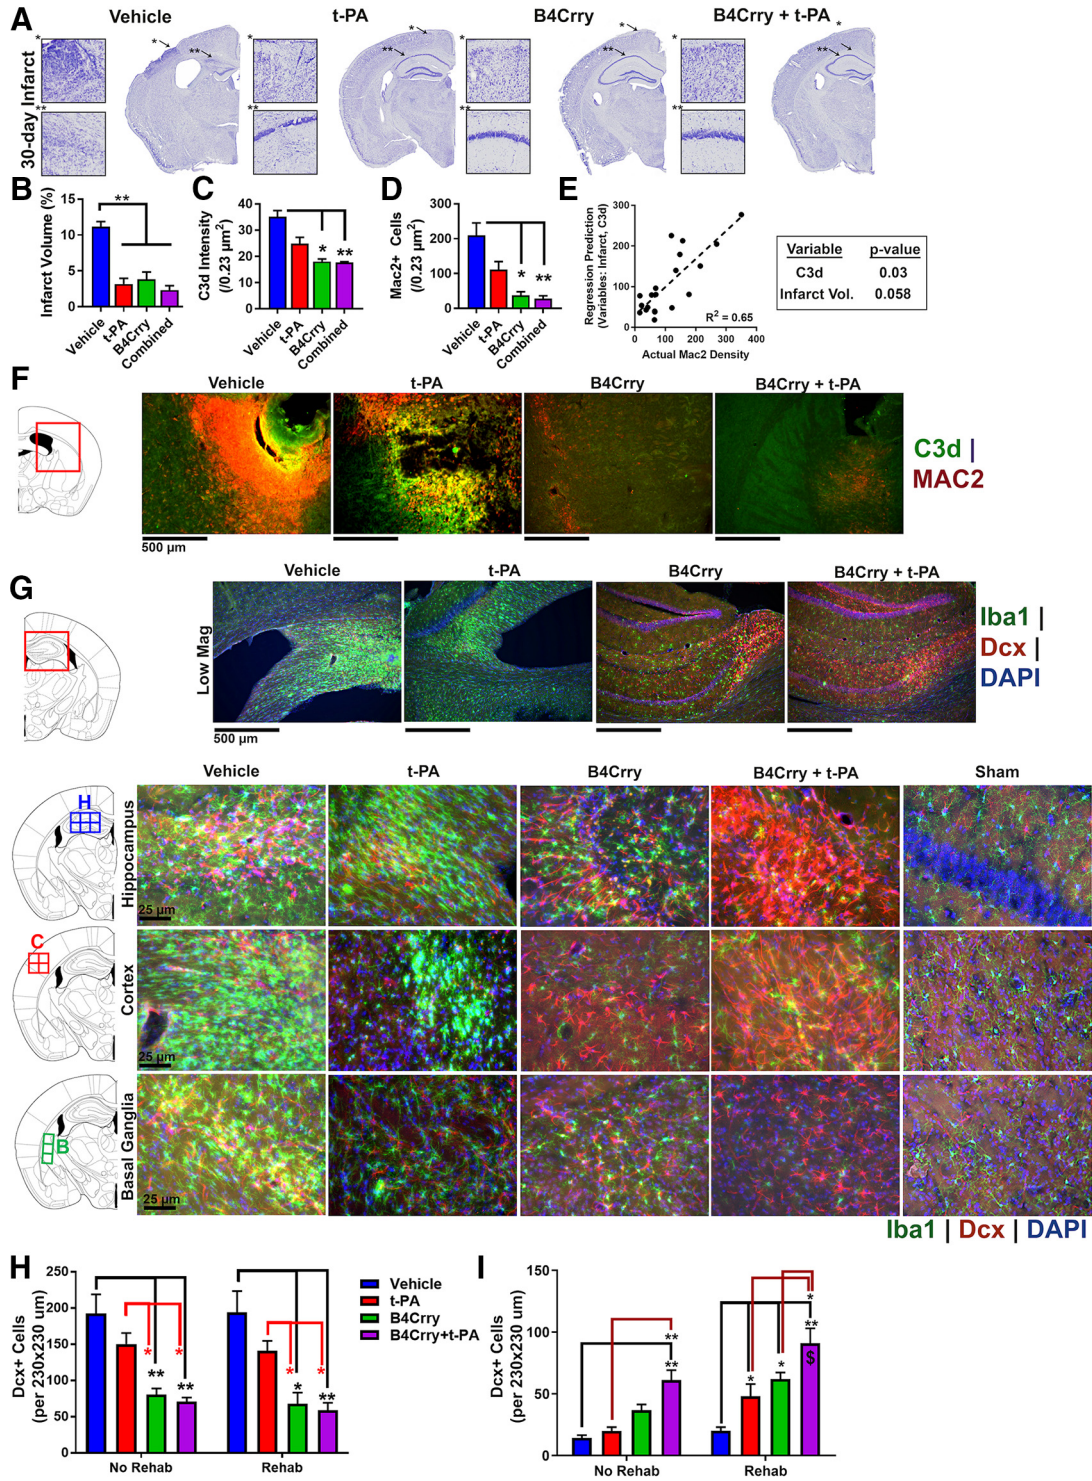 A
Vehicle
t-PA
B4Crry
B4Crry + t-PA
30-day Infarct
*
**
*
**
*
**
*
**
*
**
*
**
*
**
*
**
B
Infarct Volume (%)
15
10
5
0
**
Vehicle
t-PA
B4Crry
Combined
C
C3d Intensity
(/0.23 µm²)
40
30
20
10
0
*
**
Vehicle
t-PA
B4Crry
Combined
D
Mac2+ Cells
(/0.23 µm²)
300
200
100
0
*
**
Vehicle
t-PA
B4Crry
Combined
E
Regression Prediction
(Variables: Infarct, C3d)
300
200
100
0
R² = 0.65
0 100 200 300 400
Actual Mac2 Density
Variable p-value
C3d 0.03
Infarct Vol. 0.058
F
Vehicle
t-PA
B4Crry
B4Crry + t-PA
C3d |
MAC2
500 µm
G
Vehicle
t-PA
B4Crry
B4Crry + t-PA
Low Mag
Iba1 |
Dcx |
DAPI
500 µm
Vehicle
t-PA
B4Crry
B4Crry + t-PA
Sham
H
Hippocampus
25 µm
C
Cortex
25 µm
B
Basal Ganglia
25 µm
Iba1 | Dcx | DAPI
H
Dcx+ Cells
(per 230x230 um)
250
200
150
100
50
0
*
*
**
**
*
*
*
**
No Rehab
Rehab
Vehicle
t-PA
B4Crry
B4Crry+t-PA
I
Dcx+ Cells
(per 230x230 um)
150
100
50
0
**
**
*
*
*
**
$
No Rehab
Rehab